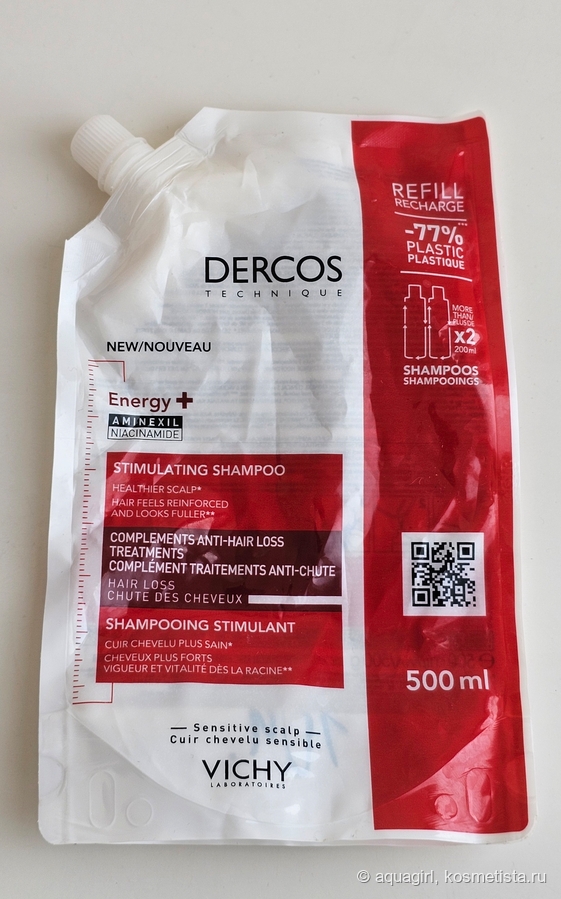 REFILL
RECHARGE
-77%***
PLASTIC
PLASTIQUE
MORE
THAN/
PLUS DE
x2
200ml
SHAMPOOS
SHAMPOOINGS
DERCOS
TECHNIQUE
NEW/NOUVEAU
Energy+
AMINEXIL
NIACINAMIDE
STIMULATING SHAMPOO
HEALTHIER SCALP*
HAIR FEELS REINFORCED
AND LOOKS FULLER**
COMPLEMENTS ANTI-HAIR LOSS
TREATMENTS
COMPLÉMENT TRAITEMENTS ANTI-CHUTE
HAIR LOSS
CHUTE DES CHEVEUX
SHAMPOOING STIMULANT
CUIR CHEVELU PLUS SAIN*
CHEVEUX PLUS FORTS
VIGUEUR ET VITALITÉ DÈS LA RACINE**
500 ml
— Sensitive scalp —
Cuir chevelu sensible
VICHY
LABORATOIRES
© aquagirl, kosmetista.ru